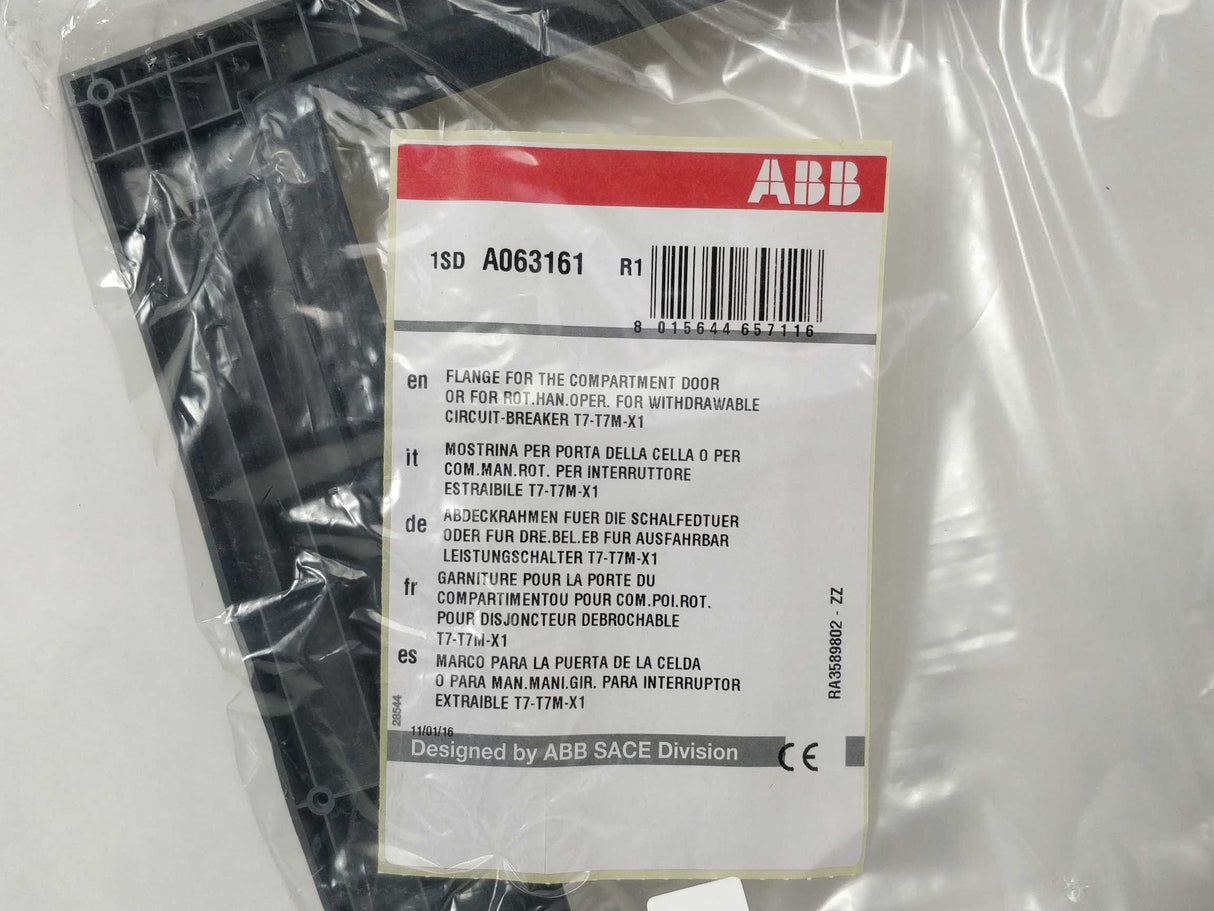 ABB
1SD A063161 R1
8 015644 657116
en FLANGE FOR THE COMPARTMENT DOOR
OR FOR ROT.HAN.OPER. FOR WITHDRAWABLE
CIRCUIT-BREAKER T7-T7M-X1
it MOSTRINA PER PORTA DELLA CELLA O PER
COM.MAN.ROT. PER INTERRUTTORE
ESTRAIBILE T7-T7M-X1
de ABDECKRAHMEN FUER DIE SCHALFEDTUER
ODER FUR DRE.BEL.EB FUR AUSFAHRBAR
LEISTUNGSCHALTER T7-T7M-X1
fr GARNITURE POUR LA PORTE DU
COMPARTIMENTOU POUR COM.POI.ROT.
POUR DISJONCTEUR DEBROCHABLE
T7-T7M-X1
es MARCO PARA LA PUERTA DE LA CELDA
O PARA MAN.MANI.GIR. PARA INTERRUPTOR
EXTRAIBLE T7-T7M-X1
RA3589802 - ZZ
28544
11/01/16
Designed by ABB SACE Division CE